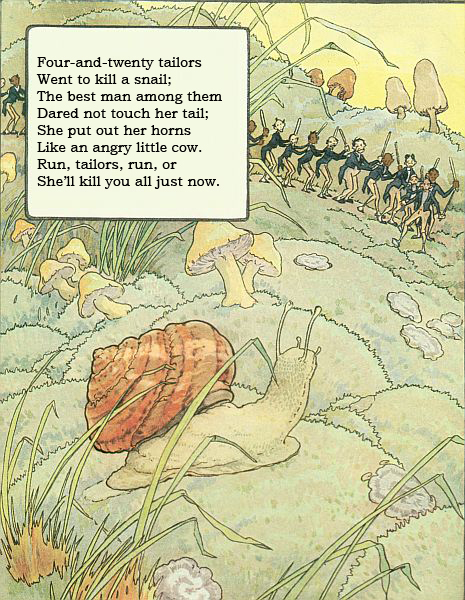 Four-and-twenty tailors
Went to kill a snail;
The best man among them
Dared not touch her tail;
She put out her horns
Like an angry little cow.
Run, tailors, run, or
She'll kill you all just now.